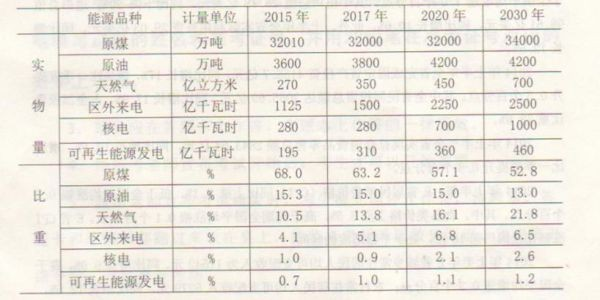 能源品种 计量单位 2015 年 2017 年 2020 年 2030 年
实物量 原煤 万吨 32010 32000 32000 34000
原油 万吨 3600 3800 4200 4200
天然气 亿立方米 270 350 450 700
区外来电 亿千瓦时 1125 1500 2250 2500
核电 亿千瓦时 280 280 700 1000
可再生能源发电 亿千瓦时 195 310 360 460
比重 原煤 % 68.0 63.2 57.1 52.8
原油 % 15.3 15.0 15.0 13.0
天然气 % 10.5 13.8 16.1 21.8
区外来电 % 4.1 5.1 6.8 6.5
核电 % 1.0 0.9 2.1 2.6
可再生能源发电 % 0.7 1.0 1.1 1.2